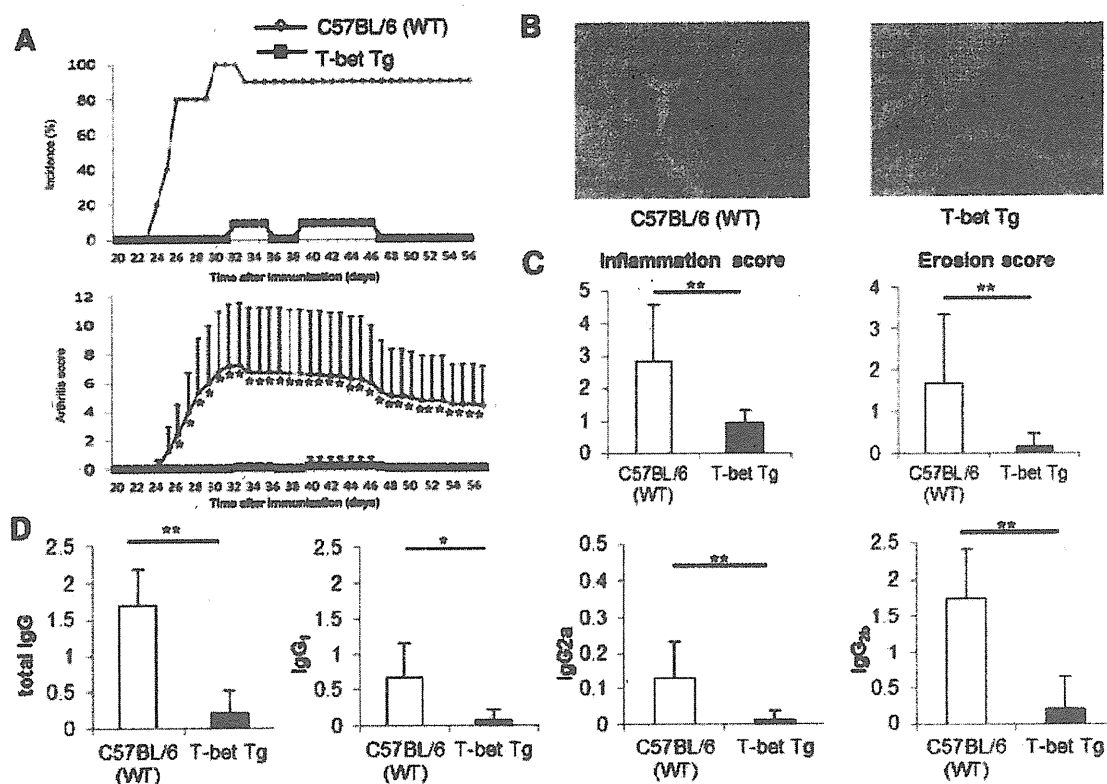 A
C57BL/6 (WT)
T-bet Tg
100
80
60
40
20
0
Incidence (%)
20 22 24 26 28 30 32 34 36 38 40 42 44 46 48 50 52 54 56
Time after immunization (days)
12
10
8
6
4
2
0
Arthritis score
20 22 24 26 28 30 32 34 36 38 40 42 44 46 48 50 52 54 56
Time after immunization (days)
B
C57BL/6 (WT)
T-bet Tg
C
Inflammation score
**
5
4
3
2
1
0
C57BL/6
(WT)
T-bet Tg
Erosion score
**
4
3
2
1
0
C57BL/6
(WT)
T-bet Tg
D
**
2.5
2
1.5
1
0.5
0
total IgG
C57BL/6
(WT)
T-bet Tg
*
2.5
2
1.5
1
0.5
0
IgG1
C57BL/6
(WT)
T-bet Tg
**
0.5
0.4
0.3
0.2
0.1
0
IgG2a
C57BL/6
(WT)
T-bet Tg
**
2.5
2
1.5
1
0.5
0
IgG2b
C57BL/6
(WT)
T-bet Tg